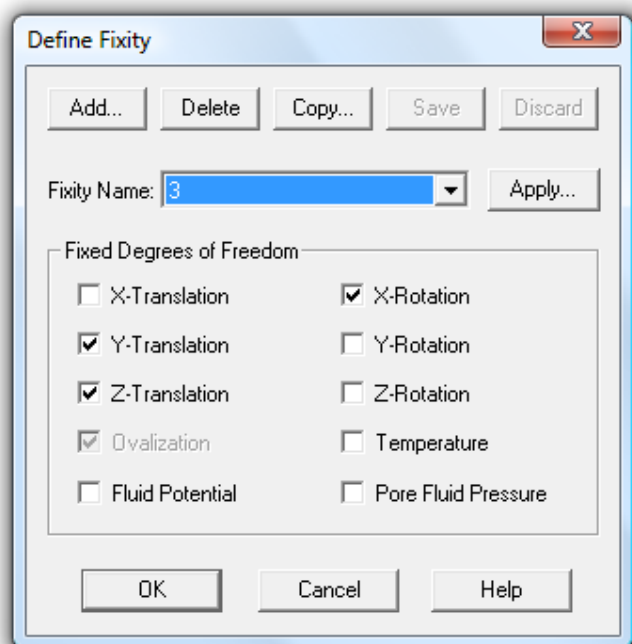 Define Fixity
Add... Delete Copy... Save Discard
Fixity Name: 3 Apply...
Fixed Degrees of Freedom
X-Translation X-Rotation
Y-Translation Y-Rotation
Z-Translation Z-Rotation
Ovalization Temperature
Fluid Potential Pore Fluid Pressure
OK Cancel Help